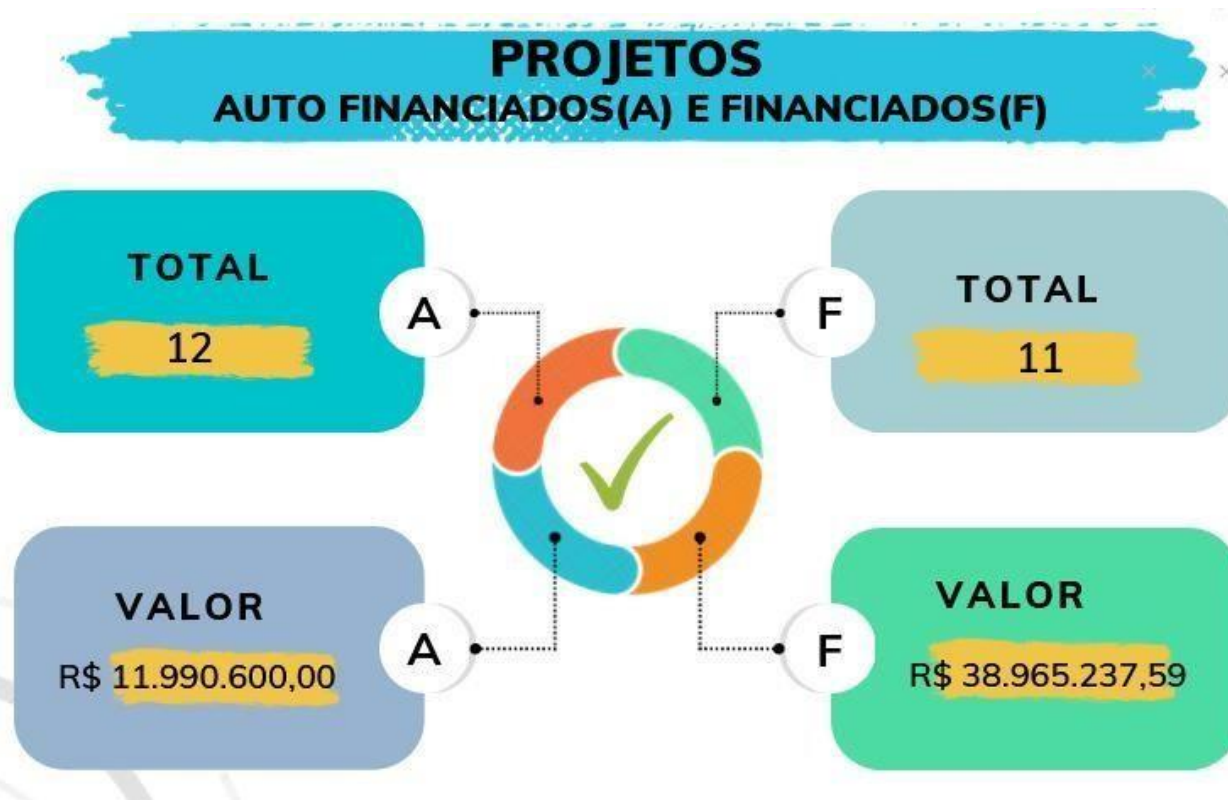 PROJETOS
AUTO FINANCIADOS(A) E FINANCIADOS(F)
TOTAL
12
A
F
TOTAL
11
VALOR
R$ 11.990.600,00
A
F
VALOR
R$ 38.965.237,59